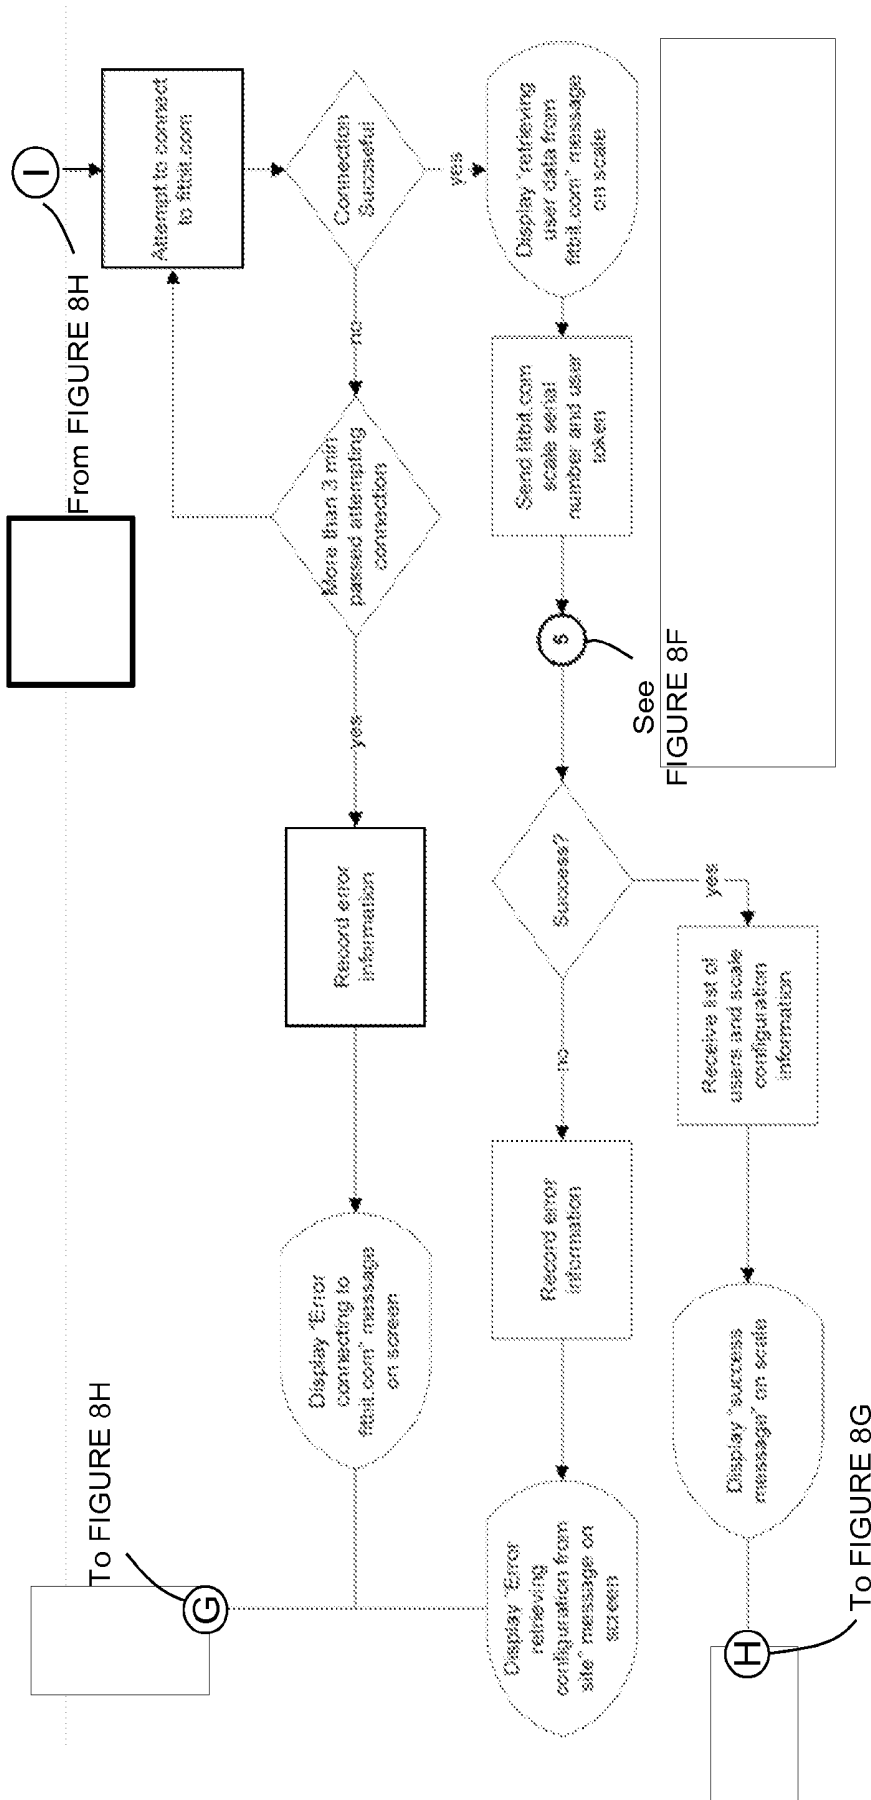 I
From FIGURE 8H
Attempt to connect
to fitbit.com
Connection
Successful
no
yes
More than 3 min
passed attempting
connection
yes
Record error
information
Display "Error
connecting to
fitbit.com" message
on screen
G
To FIGURE 8H
Display "retrieving
user data from
fitbit.com" message
on scale
Send fitbit.com
scale serial
number and user
token
5
See
FIGURE 8F
Success?
no
yes
Record error
information
Display "Error
retrieving
configuration from
site" message on
screen
Receive list of
users and scale
configuration
information
Display "success
message" on scale
H
To FIGURE 8G